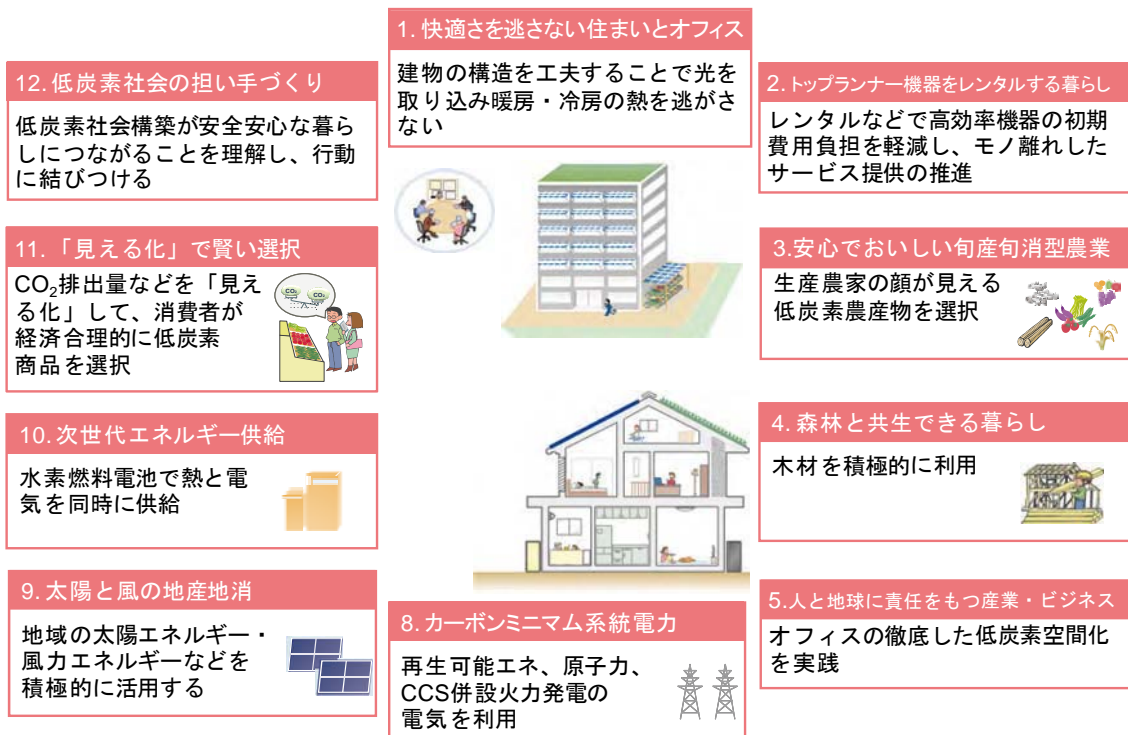 1. 快適さを逃さない住まいとオフィス
建物の構造を工夫することで光を
取り込み暖房・冷房の熱を逃がさ
ない
2. トップランナー機器をレンタルする暮らし
レンタルなどで高効率機器の初期
費用負担を軽減し、モノ離れした
サービス提供の推進
3.安心でおいしい旬産旬消型農業
生産農家の顔が見える
低炭素農産物を選択
4. 森林と共生できる暮らし
木材を積極的に利用
5.人と地球に責任をもつ産業・ビジネス
オフィスの徹底した低炭素空間化
を実践
8. カーボンミニマム系統電力
再生可能エネ、原子力、
CCS併設火力発電の
電気を利用
9. 太陽と風の地産地消
地域の太陽エネルギー・
風力エネルギーなどを
積極的に活用する
10. 次世代エネルギー供給
水素燃料電池で熱と電
気を同時に供給
11. 「見える化」で賢い選択
CO₂排出量などを「見え
る化」して、消費者が
経済合理的に低炭素
商品を選択
CO₂
CO₂
12. 低炭素社会の担い手づくり
低炭素社会構築が安全安心な暮ら
しにつながることを理解し、行動
に結びつける